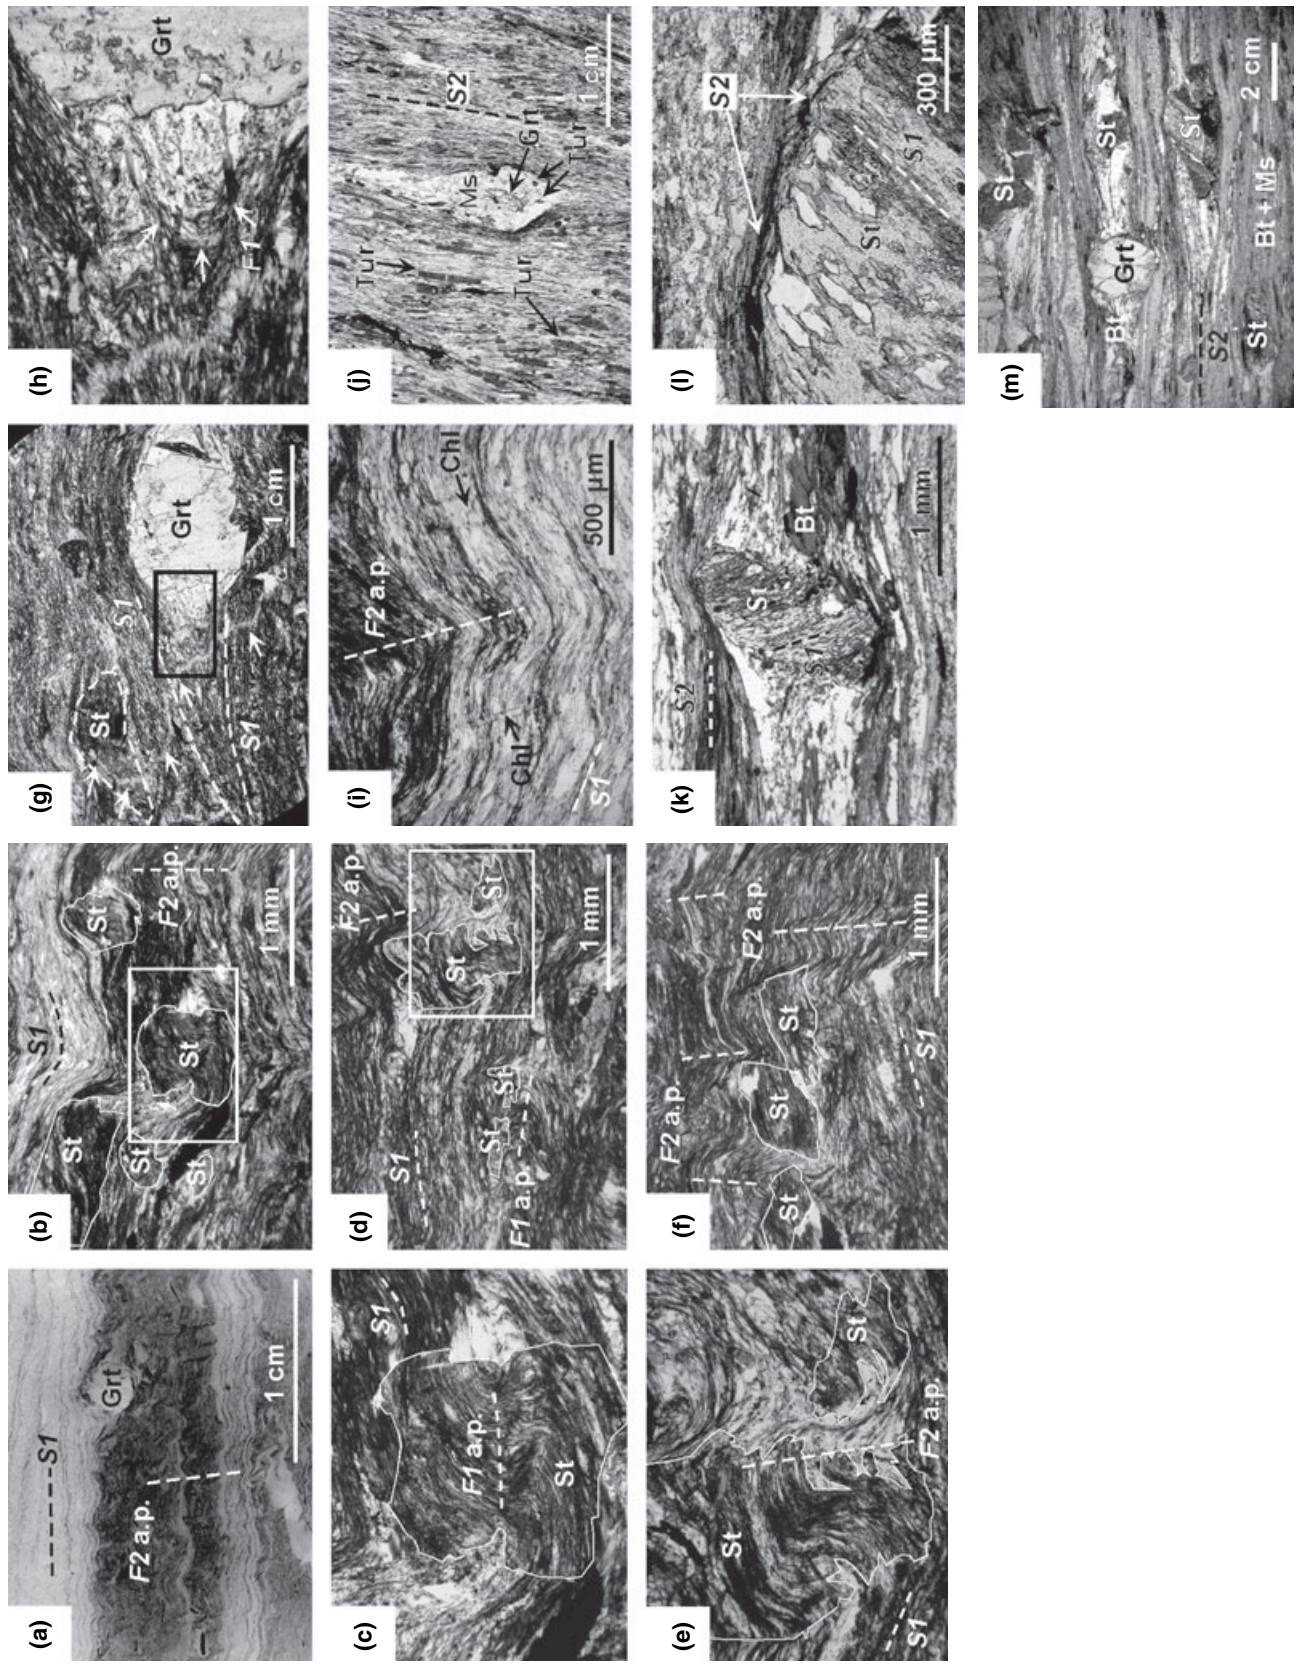 (a)
S1
Grt
F2 a.p.
1 cm
(b)
S1
St
St
St
St
St
F2 a.p.
1 mm
(g)
S1
St
Grt
S1
1 cm
(h)
Grt
F1
(c)
S1
F1 a.p.
St
(d)
F2 a.p.
S1
St
St
St
St
F1 a.p.
1 mm
(i)
F2 a.p.
Chl
Chl
S1
500 µm
(j)
Tur
Ms
S2
Grt
Tur
Tur
1 cm
(e)
St
St
F2 a.p.
S1
(f)
F2 a.p.
St
St
St
F2 a.p.
S1
1 mm
(k)
S2
St
Bt
1 mm
(l)
S2
St
S1
300 µm
(m)
St
Bt
Grt
St
S2
St
St
Bt + Ms
2 cm